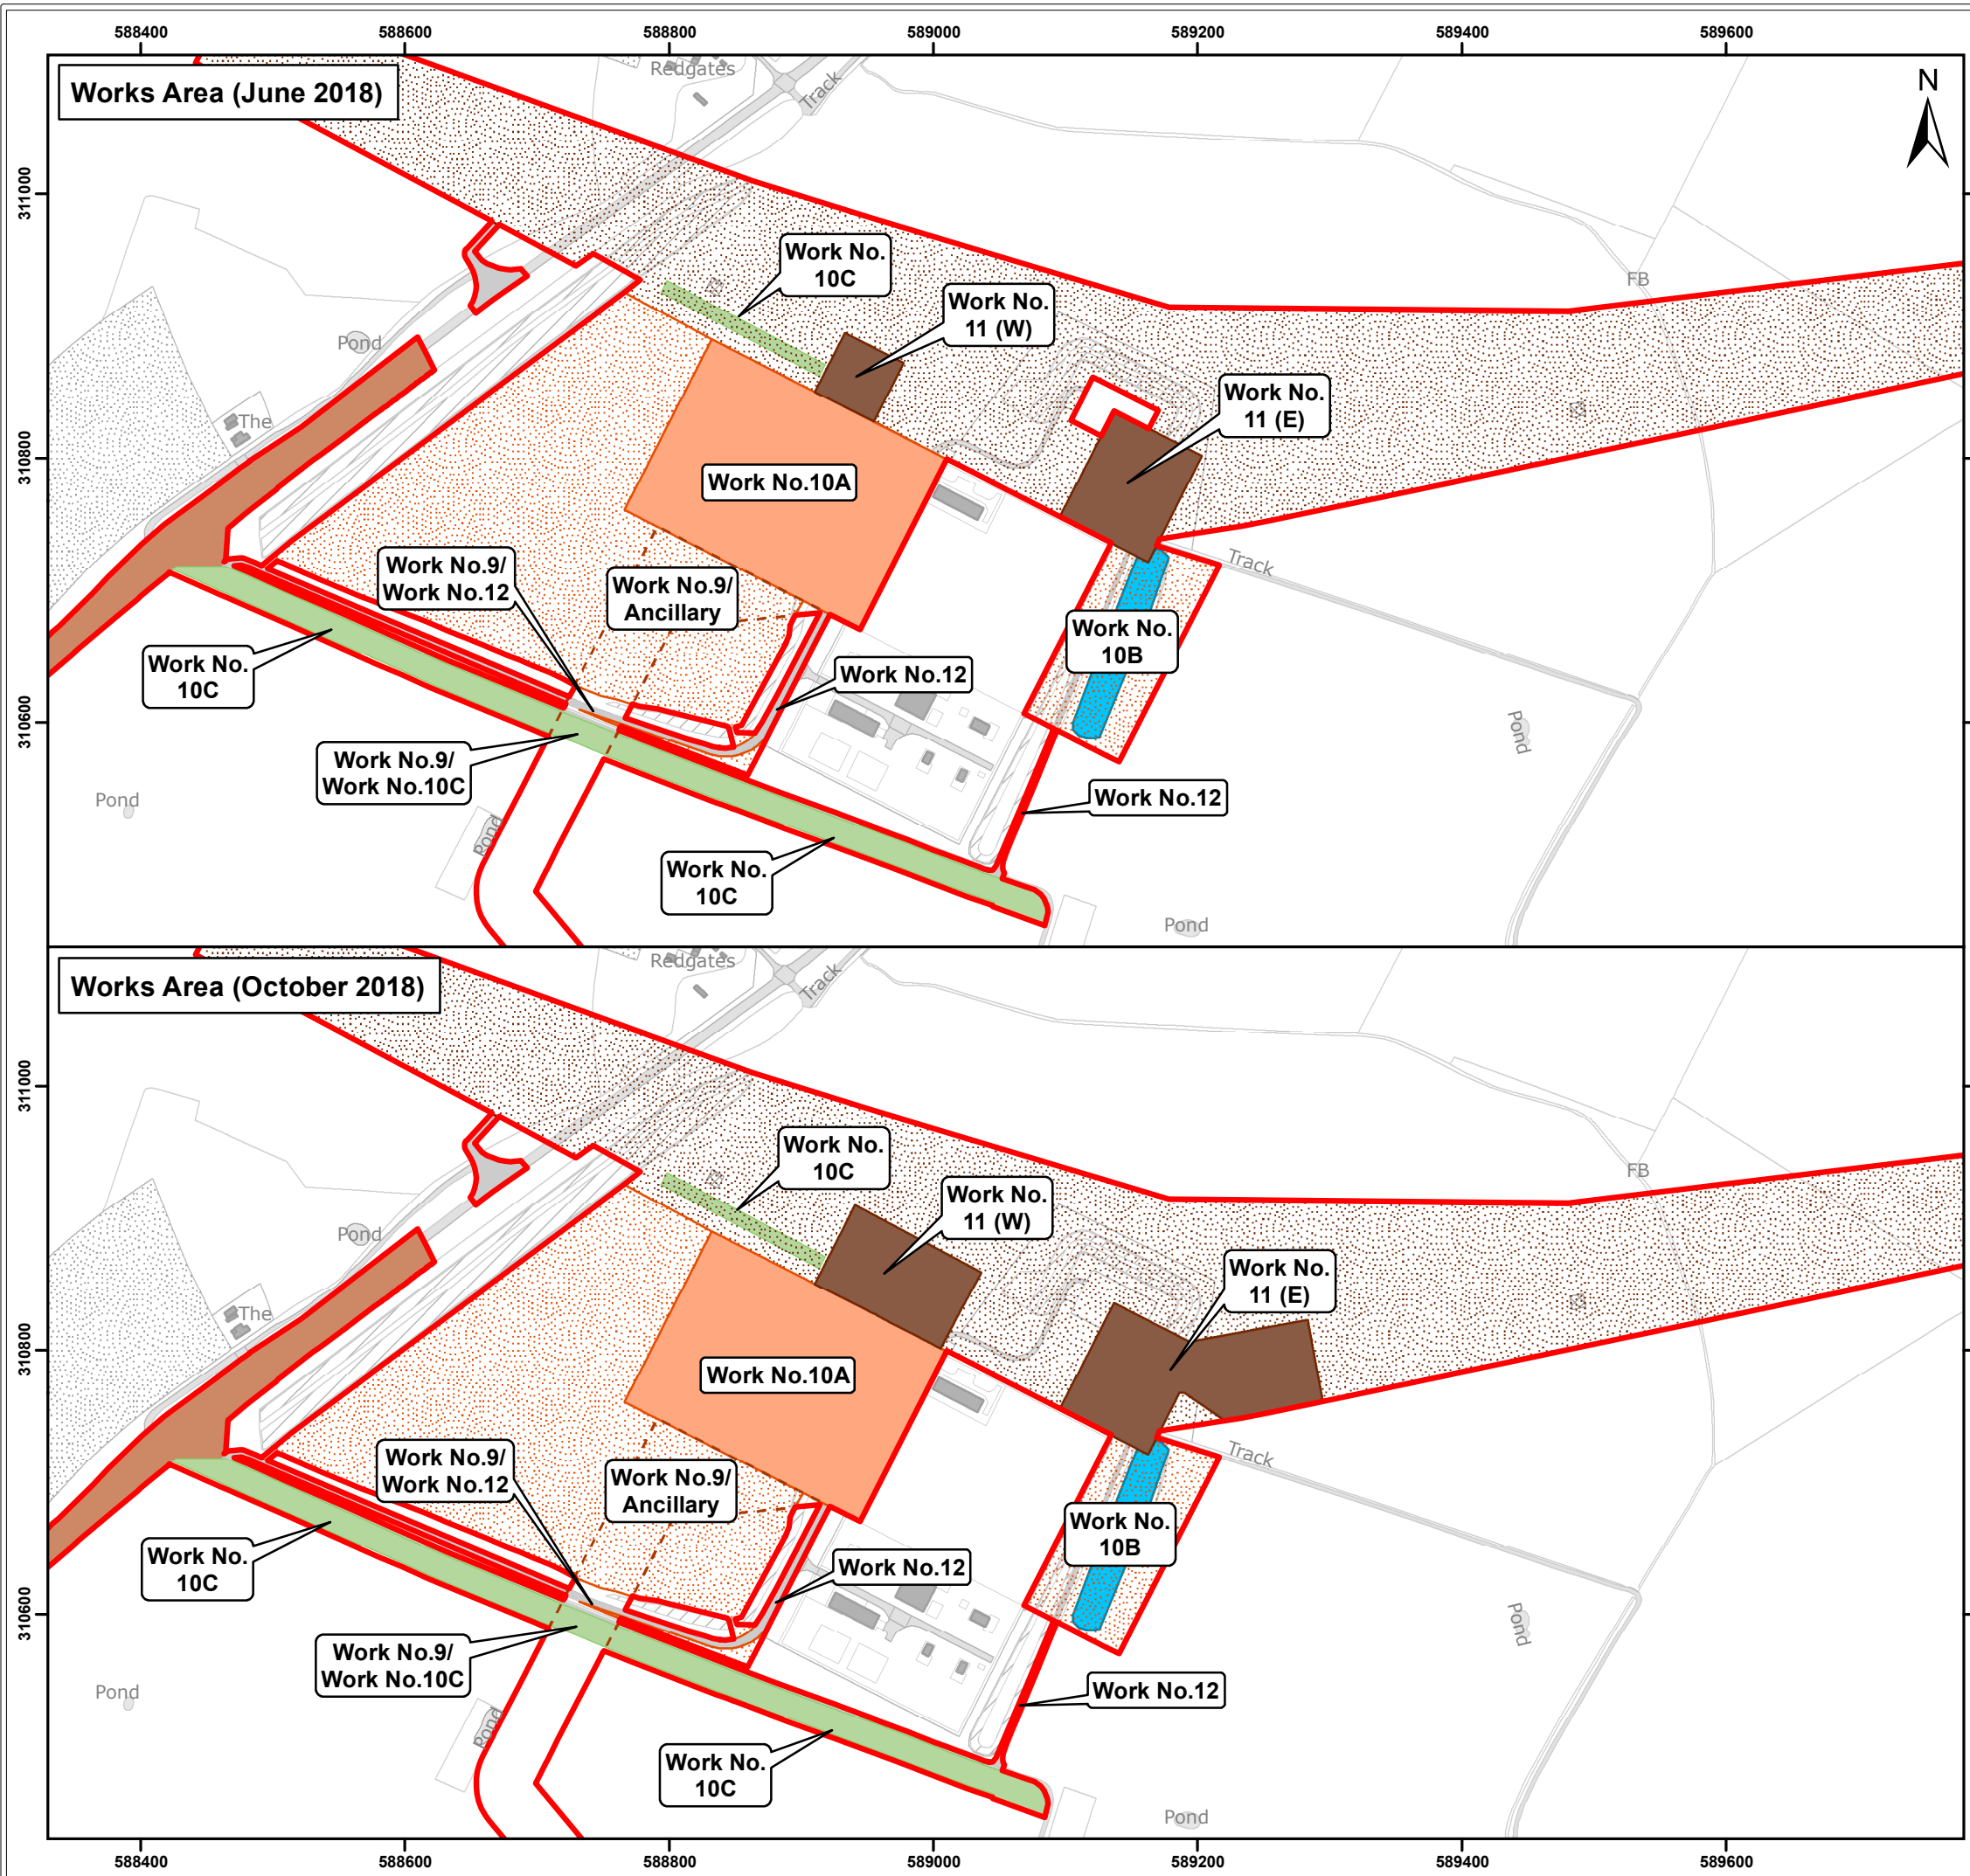 588400 588600 588800 589000 589200 589400 589600
Works Area (June 2018)
Redgates
Track
N
311000
Work No.
10C
FB
Work No.
11 (W)
Pond
Work No.
11 (E)
The
310800
Work No.10A
Work No.9/
Work No.12
Work No.9/
Ancillary
Track
Work No.
10B
Work No.
10C
Work No.12
310600
Pond
Work No.9/
Work No.10C
Work No.12
Pond
Pond
Work No.
10C
Pond
Works Area (October 2018)
Redgates
Track
311000
Work No.
10C
FB
Work No.
11 (W)
Pond
Work No.
11 (E)
The
310800
Work No.10A
Work No.9/
Work No.12
Work No.9/
Ancillary
Track
Work No.
10B
Work No.
10C
Work No.12
310600
Pond
Work No.9/
Work No.10C
Work No.12
Pond
Pond
Work No.
10C
Pond
588400 588600 588800 589000 589200 589400 589600